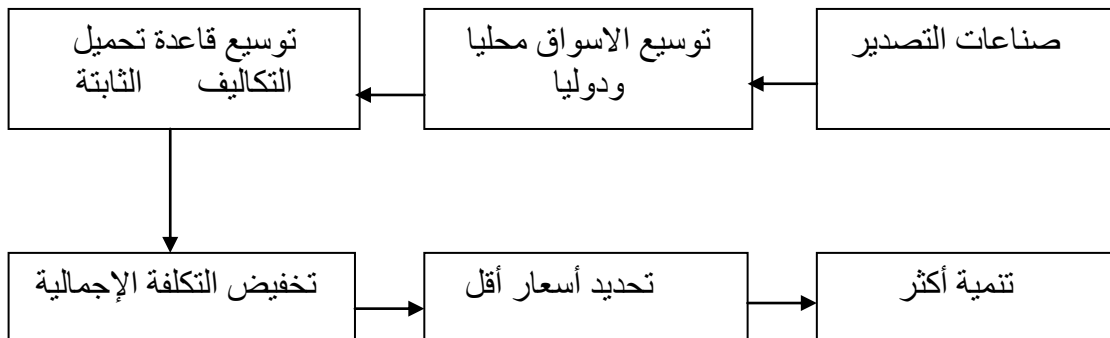 صناعات التصدير
توسيع الاسواق محليا
ودوليا
توسيع قاعدة تحميل
التكاليف الثابتة
تخفيض التكلفة الإجمالية
تحديد أسعار أقل
تنمية أكثر